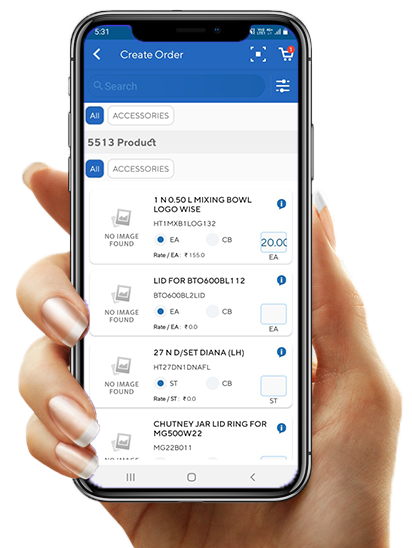 5:31
Create Order
1
Search
All ACCESSORIES
5513 Product
All ACCESSORIES
1 N 0.50 L MIXING BOWL
LOGO WISE
HT1MXB1LOG132
NO IMAGE
FOUND
EA CB
20.00
EA
Rate / EA : ₹ 155.0
LID FOR BTO600BL112
BTO600BL2LID
NO IMAGE
FOUND
EA CB
EA
Rate / EA : ₹ 0.0
27 N D/SET DIANA (LH)
HT27DN1DNAFL
NO IMAGE
FOUND
ST CB
ST
Rate / ST : ₹ 0.0
CHUTNEY JAR LID RING FOR
MG500W22
MG22B011
NO IMAGE
EA CB